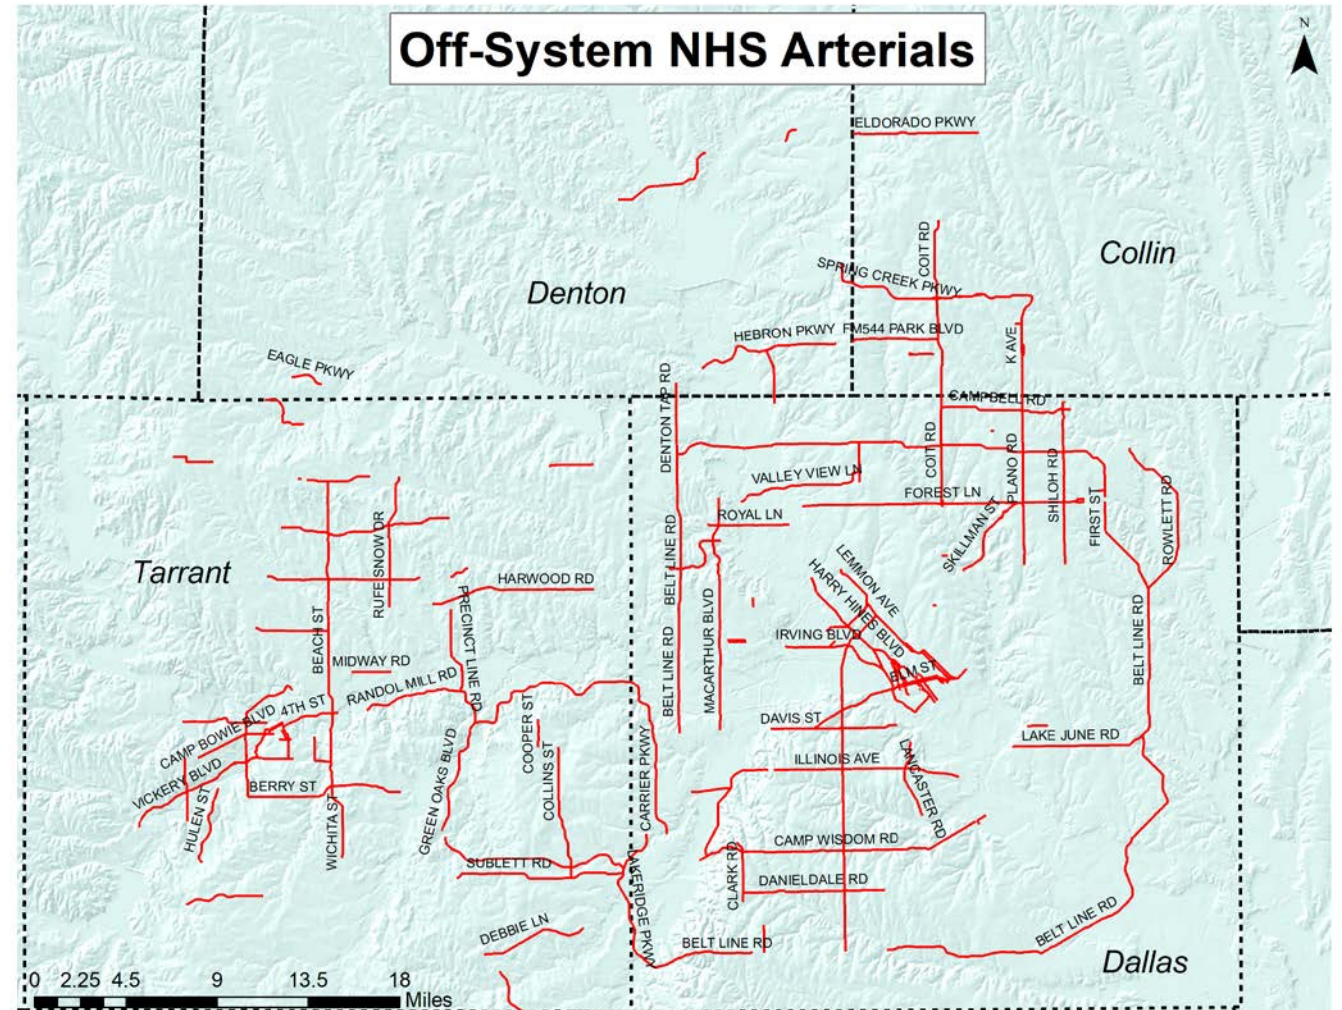 Off-System NHS Arterials
N
ELDORADO PKWY
COIT RD
Collin
SPRING CREEK PKWY
Denton
HEBRON PKWY
FM544 PARK BLVD
K AVE
EAGLE PKWY
DENTON TAP RD
CAMPBELL RD
COIT RD
PLANO RD
SHILOH RD
VALLEY VIEW LN
FOREST LN
FIRST ST
ROWLETT RD
ROYAL LN
SKILLMAN ST
BELT LINE RD
RUFE SNOW DR
Tarrant
HARWOOD RD
LEMMON AVE
HARRY HINES BLVD
PRECINCT LINE RD
BEACH ST
MACARTHUR BLVD
IRVING BLVD
BELT LINE RD
BELT LINE RD
MIDWAY RD
ELM ST
RANDOL MILL RD
4TH ST
CAMP BOWIE BLVD
COOPER ST
DAVIS ST
LAKE JUNE RD
GREEN OAKS BLVD
CARRIER PKWY
COLLINS ST
ILLINOIS AVE
LANCASTER RD
VICKERY BLVD
BERRY ST
HULEN ST
WICHITA ST
CAMP WISDOM RD
SUBLETT RD
CLARK RD
DANIELDALE RD
LAKERIDGE PKWY
DEBBIE LN
BELT LINE RD
BELT LINE RD
Dallas
0 2.25 4.5 9 13.5 18
Miles